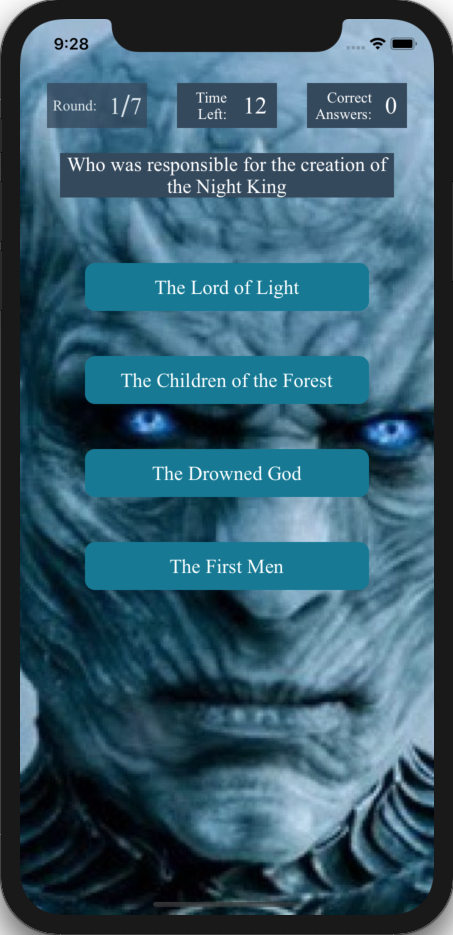 9:28
Round: 1/7
Time Left: 12
Correct Answers: 0
Who was responsible for the creation of
the Night King
The Lord of Light
The Children of the Forest
The Drowned God
The First Men